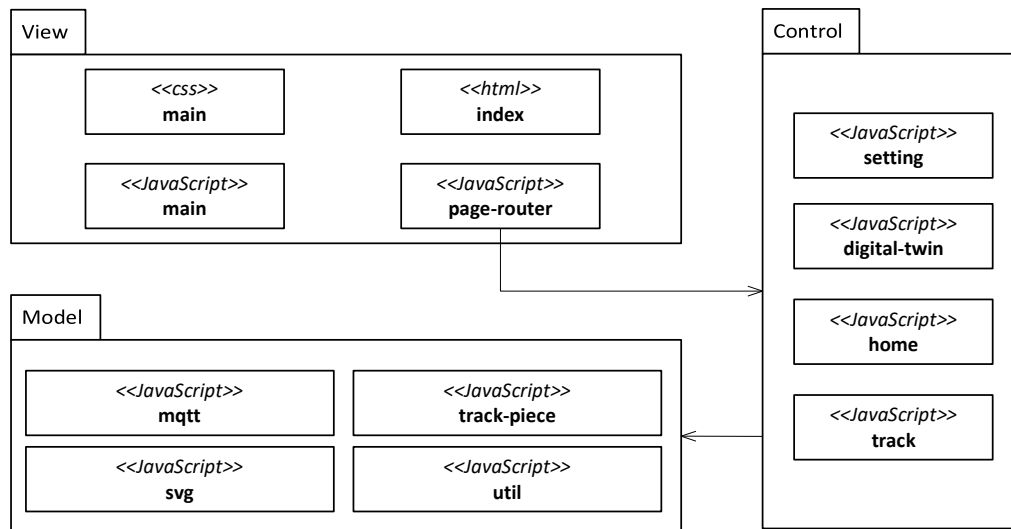 View
<<css>>
main
<<html>>
index
<<JavaScript>>
main
<<JavaScript>>
page-router
Control
<<JavaScript>>
setting
<<JavaScript>>
digital-twin
<<JavaScript>>
home
<<JavaScript>>
track
Model
<<JavaScript>>
mqtt
<<JavaScript>>
track-piece
<<JavaScript>>
svg
<<JavaScript>>
util